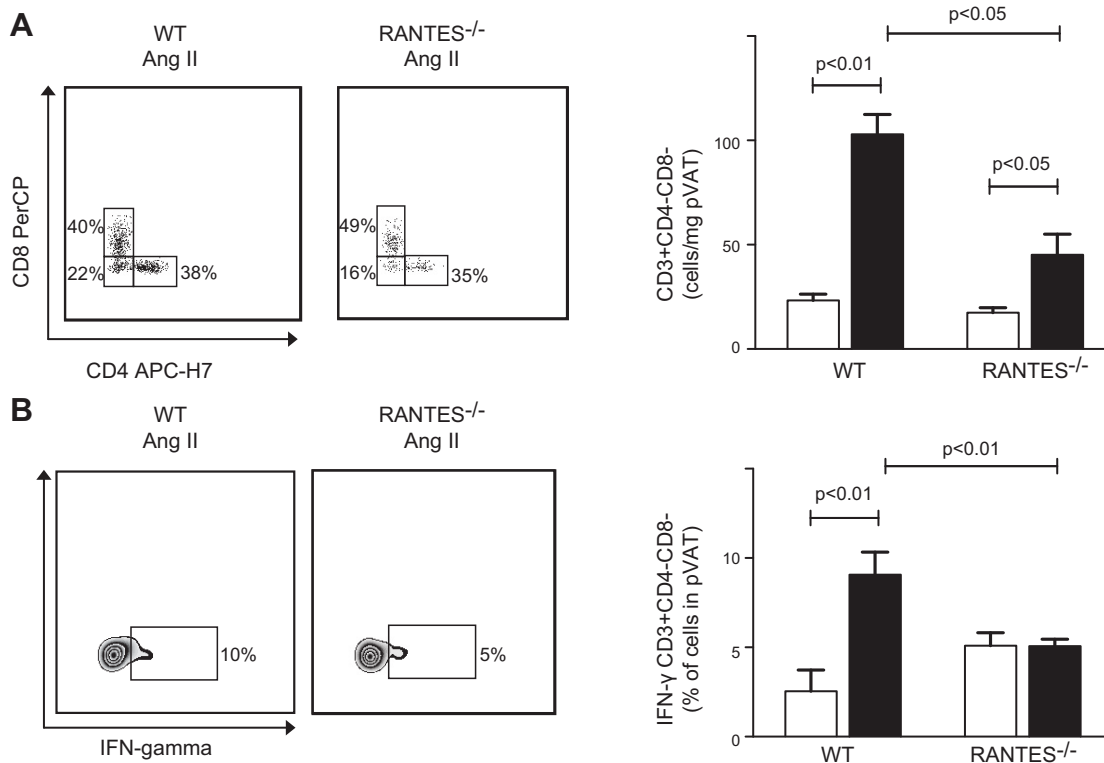 A
WT
Ang II
RANTES-/-
Ang II
CD8 PerCP
40%
22%
38%
49%
16%
35%
CD4 APC-H7
p<0.05
p<0.01
p<0.05
CD3+CD4-CD8-
(cells/mg pVAT)
100
50
0
WT
RANTES-/-
B
WT
Ang II
RANTES-/-
Ang II
10%
5%
IFN-gamma
p<0.01
p<0.01
IFN-γ CD3+CD4-CD8-
(% of cells in pVAT)
10
5
0
WT
RANTES-/-